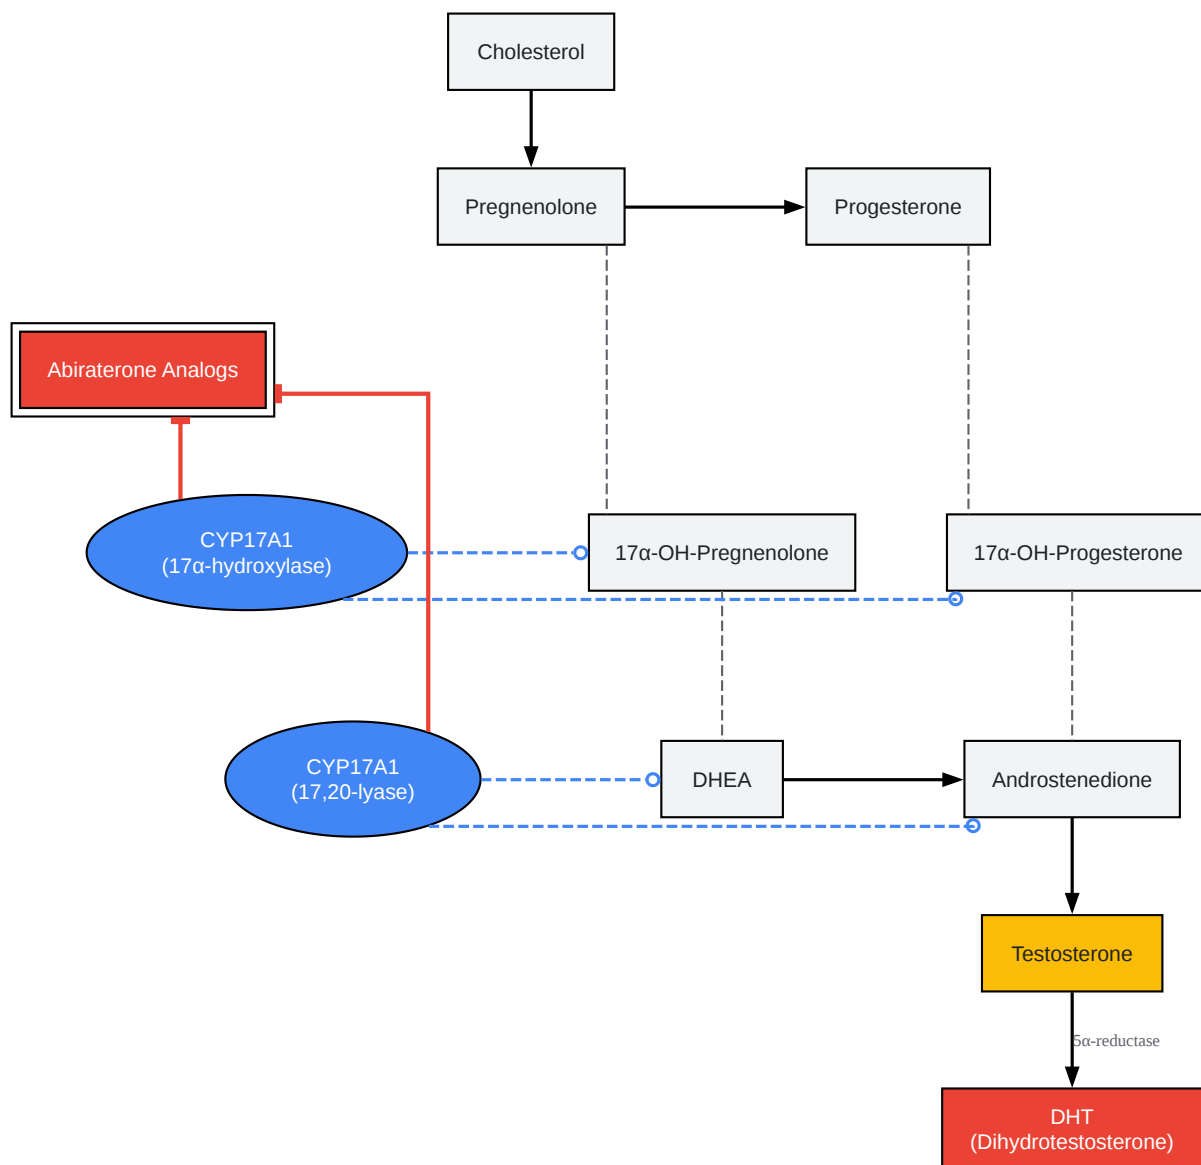 Cholesterol
Pregnenolone
Progesterone
Abiraterone Analogs
CYP17A1
(17α-hydroxylase)
17α-OH-Pregnenolone
17α-OH-Progesterone
CYP17A1
(17,20-lyase)
DHEA
Androstenedione
Testosterone
5α-reductase
DHT
(Dihydrotestosterone)